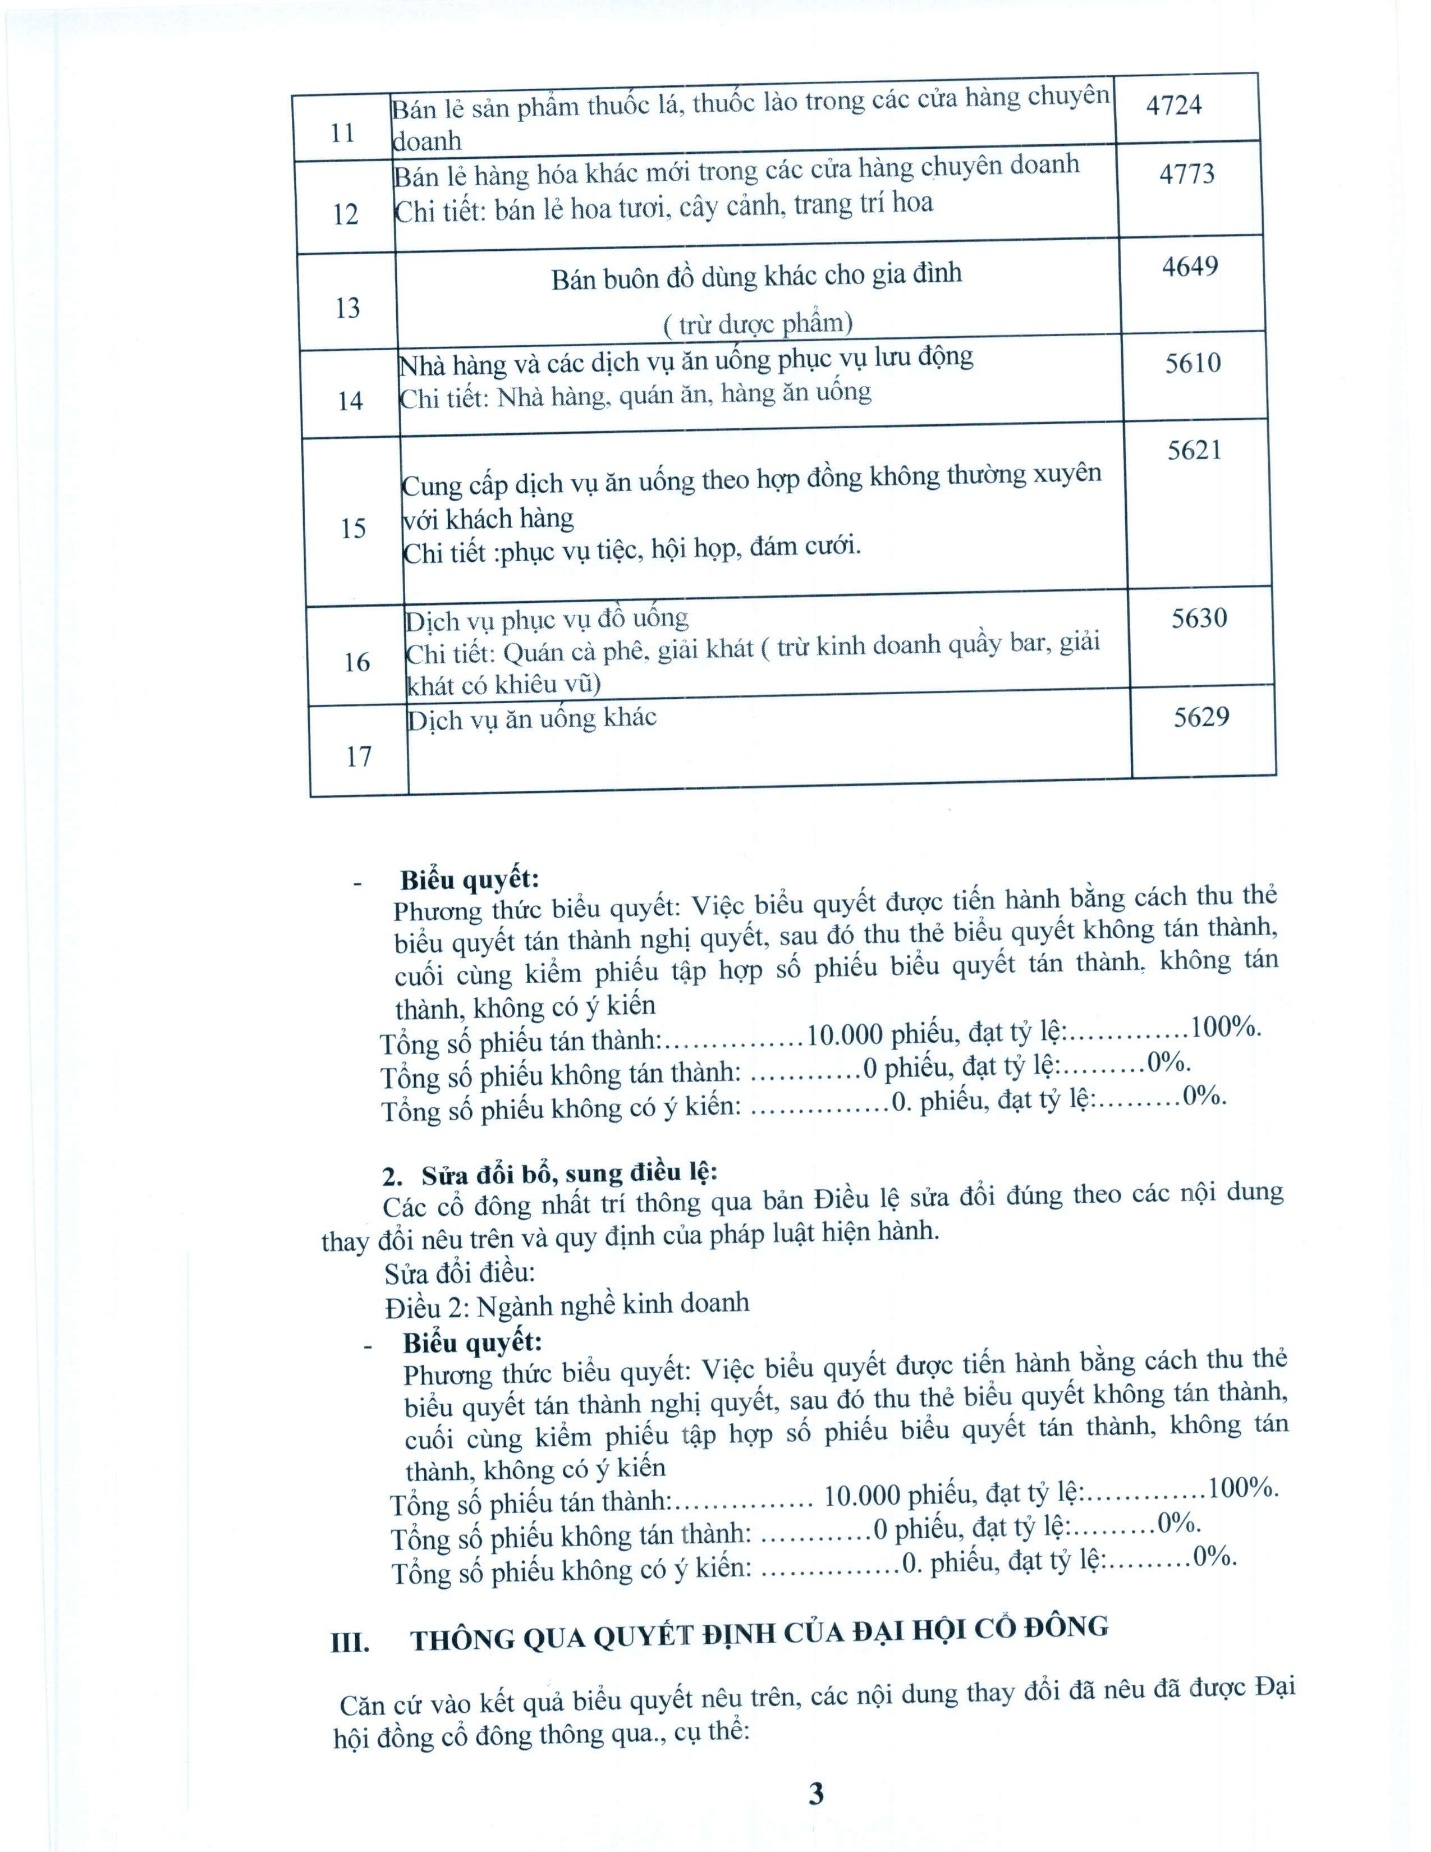 11
Bán lẻ sản phẩm thuốc lá, thuốc lào trong các cửa hàng chuyên
doanh
4724
12
Bán lẻ hàng hóa khác mới trong các cửa hàng chuyên doanh
Chi tiết: bán lẻ hoa tươi, cây cảnh, trang trí hoa
4773
13
Bán buôn đồ dùng khác cho gia đình
( trừ dược phẩm)
4649
14
Nhà hàng và các dịch vụ ăn uống phục vụ lưu động
Chi tiết: Nhà hàng, quán ăn, hàng ăn uống
5610
15
Cung cấp dịch vụ ăn uống theo hợp đồng không thường xuyên
với khách hàng
Chi tiết :phục vụ tiệc, hội họp, đám cưới.
5621
16
Dịch vụ phục vụ đồ uống
Chi tiết: Quán cà phê, giải khát ( trừ kinh doanh quầy bar, giải
khát có khiêu vũ)
5630
17
Dịch vụ ăn uống khác
5629
- Biểu quyết:
Phương thức biểu quyết: Việc biểu quyết được tiến hành bằng cách thu thẻ
biểu quyết tán thành nghị quyết, sau đó thu thẻ biểu quyết không tán thành,
cuối cùng kiểm phiếu tập hợp số phiếu biểu quyết tán thành, không tán
thành, không có ý kiến
Tổng số phiếu tán thành:...............10.000 phiếu, đạt tỷ lệ:.............100%.
Tổng số phiếu không tán thành: ............0 phiếu, đạt tỷ lệ:.........0%.
Tổng số phiếu không có ý kiến: ...............0. phiếu, đạt tỷ lệ:.........0%.
2. Sửa đổi bổ, sung điều lệ:
Các cổ đông nhất trí thông qua bản Điều lệ sửa đổi đúng theo các nội dung
thay đổi nêu trên và quy định của pháp luật hiện hành.
Sửa đổi điều:
Điều 2: Ngành nghề kinh doanh
- Biểu quyết:
Phương thức biểu quyết: Việc biểu quyết được tiến hành bằng cách thu thẻ
biểu quyết tán thành nghị quyết, sau đó thu thẻ biểu quyết không tán thành,
cuối cùng kiểm phiếu tập hợp số phiếu biểu quyết tán thành, không tán
thành, không có ý kiến
Tổng số phiếu tán thành:............... 10.000 phiếu, đạt tỷ lệ:.............100%.
Tổng số phiếu không tán thành: ............0 phiếu, đạt tỷ lệ:.........0%.
Tổng số phiếu không có ý kiến: ...............0. phiếu, đạt tỷ lệ:.........0%.
III. THÔNG QUA QUYẾT ĐỊNH CỦA ĐẠI HỘI CỔ ĐÔNG
Căn cứ vào kết quả biểu quyết nêu trên, các nội dung thay đổi đã nêu đã được Đại
hội đồng cổ đông thông qua., cụ thể:
3